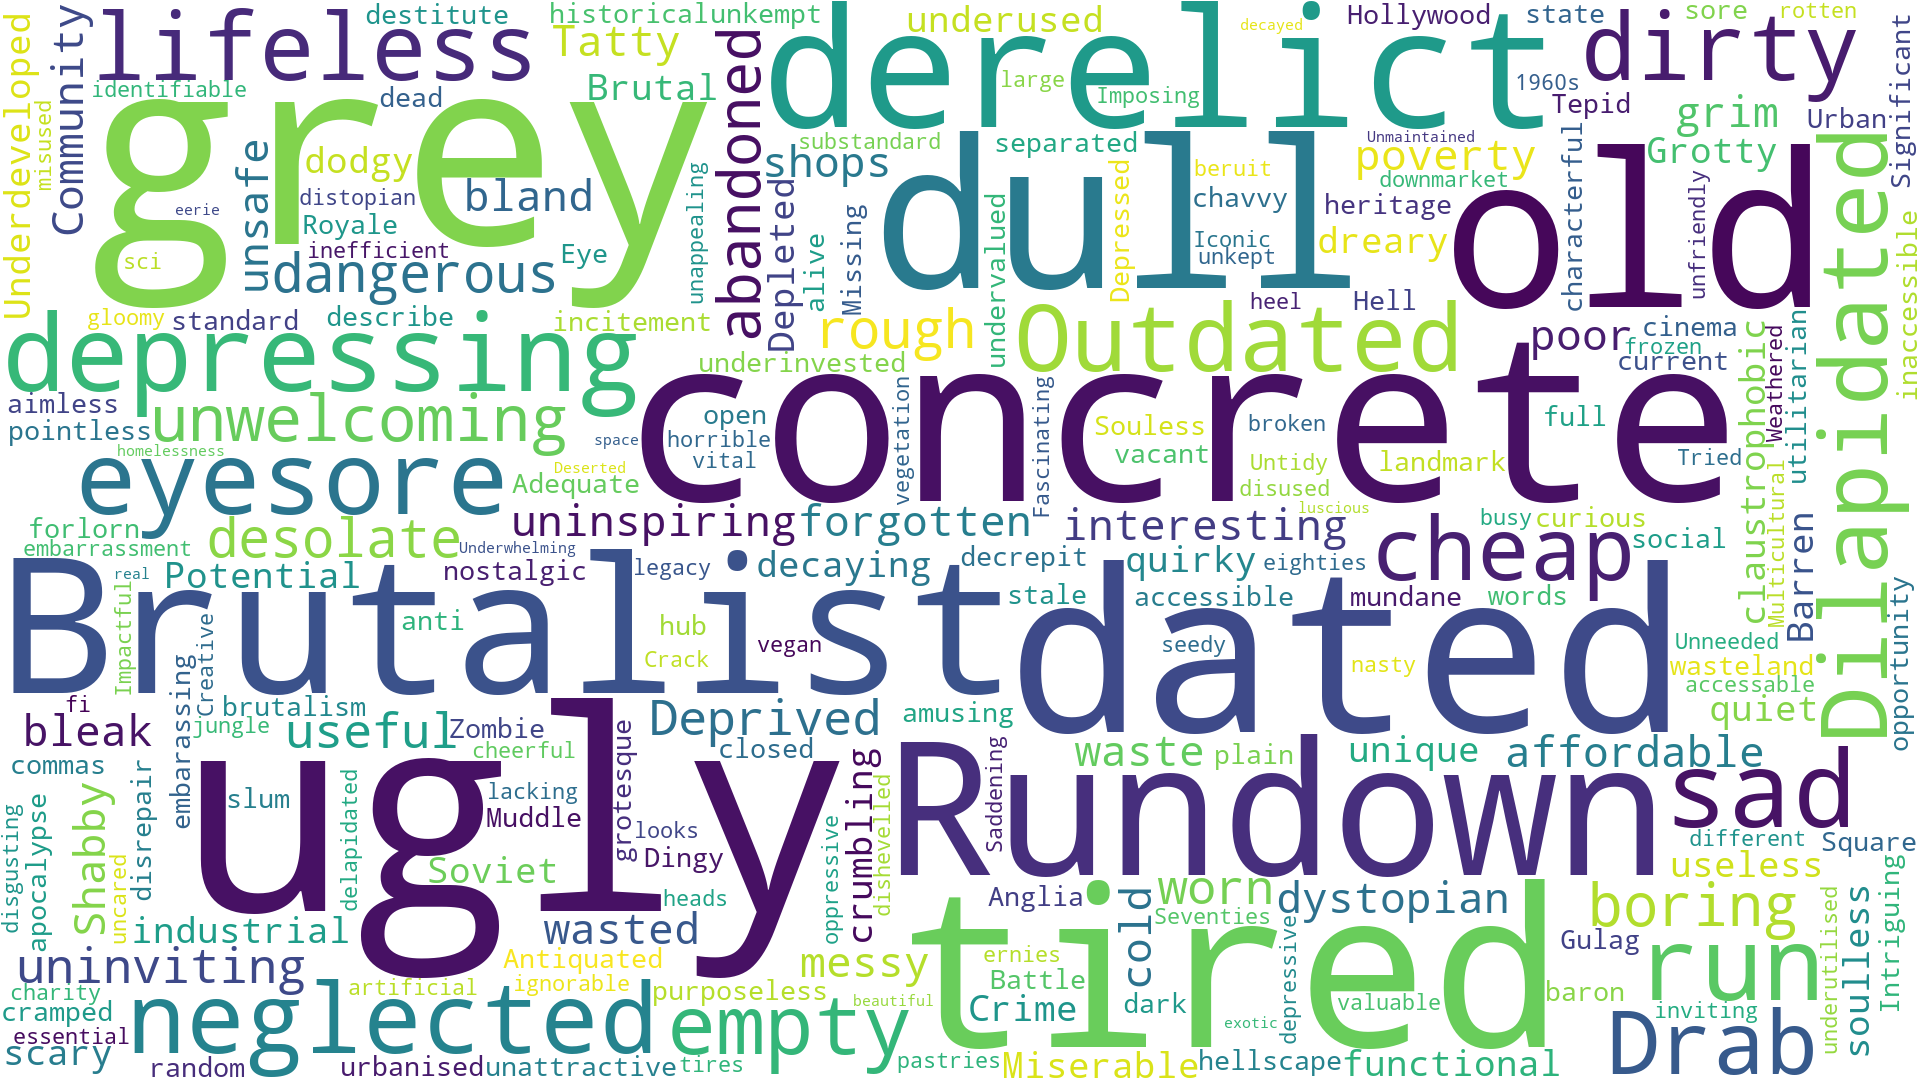 lifeless
destitute
historical
unkempt
underused
decayed
Hollywood
state
sore
rotten
Tatty
abandoned
derelict
dirty
Community
Underdeveloped
misused
identifiable
dead
Brutal
large
Imposing
1960s
Tepid
grim
Urban
Significant
grey
unsafe
dodgy
distopian
bland
eerie
Royale
inefficient
Eye
sci
dangerous
substandard
separated
Unmaintained
characterful
shops
poverty
Grotty
unappealing
Depleted
dull
undervalued
Depressed
beruit
chavvy
downmarket
heritage
old
unfriendly
Dilapidated
inaccessible
alive
Missing
Iconic
unkept
dreary
heel
Hell
gloomy
standard
describe
incitement
rough
Outdated
poor
cinema
frozen
current
claustrophobic
utilitarian
Weathered
depressing
underinvested
aimless
pointless
unwelcoming
open
horrible
vital
space
concrete
vegetation
Fascinating
Souless
vacant
broken
full
Untidy
landmark
disused
Tried
luscious
homelessness
eyesore
Deserted
Adequate
forlorn
embarrassment
desolate
uninspiring
forgotten
interesting
cheap
busy
curious
social
Multicultural
Barren
Underwhelming
real
Potential
nostalgic
legacy
decaying
decrepit
quirky
eighties
Brutalist
anti
stale
accessible
mundane
words
opportunity
Impactful
Creative
embarassing
hub
Crack
vegan
dated
seedy
nasty
Unneeded
wasteland
accessable
fi
bleak
brutalism
jungle
useful
Zombie
cheerful
Deprived
closed
amusing
quiet
waste
plain
unique
affordable
commas
ugly
grotesque
Saddening
Rundown
sad
disgusting
apocalypse
Shabby
disrepair
slum
lacking
Muddle
looks
Dingy
crumbling
oppressive
dishevelled
different
Square
uncared
delapidated
Soviet
heads
Anglia
worn
Seventies
dystopian
useless
boring
underutilised
soulless
Intriguing
industrial
wasted
tired
cold
depressive
Gulag
run
uninviting
Antiquated
ignorable
messy
ernies
Battle
charity
cramped
essential
scary
neglected
artificial
purposeless
beautiful
empty
Crime
dark
exotic
valuable
baron
inviting
Drab
random
urbanised
unattractive
tires
pastries
Miserable
hellscape
functional